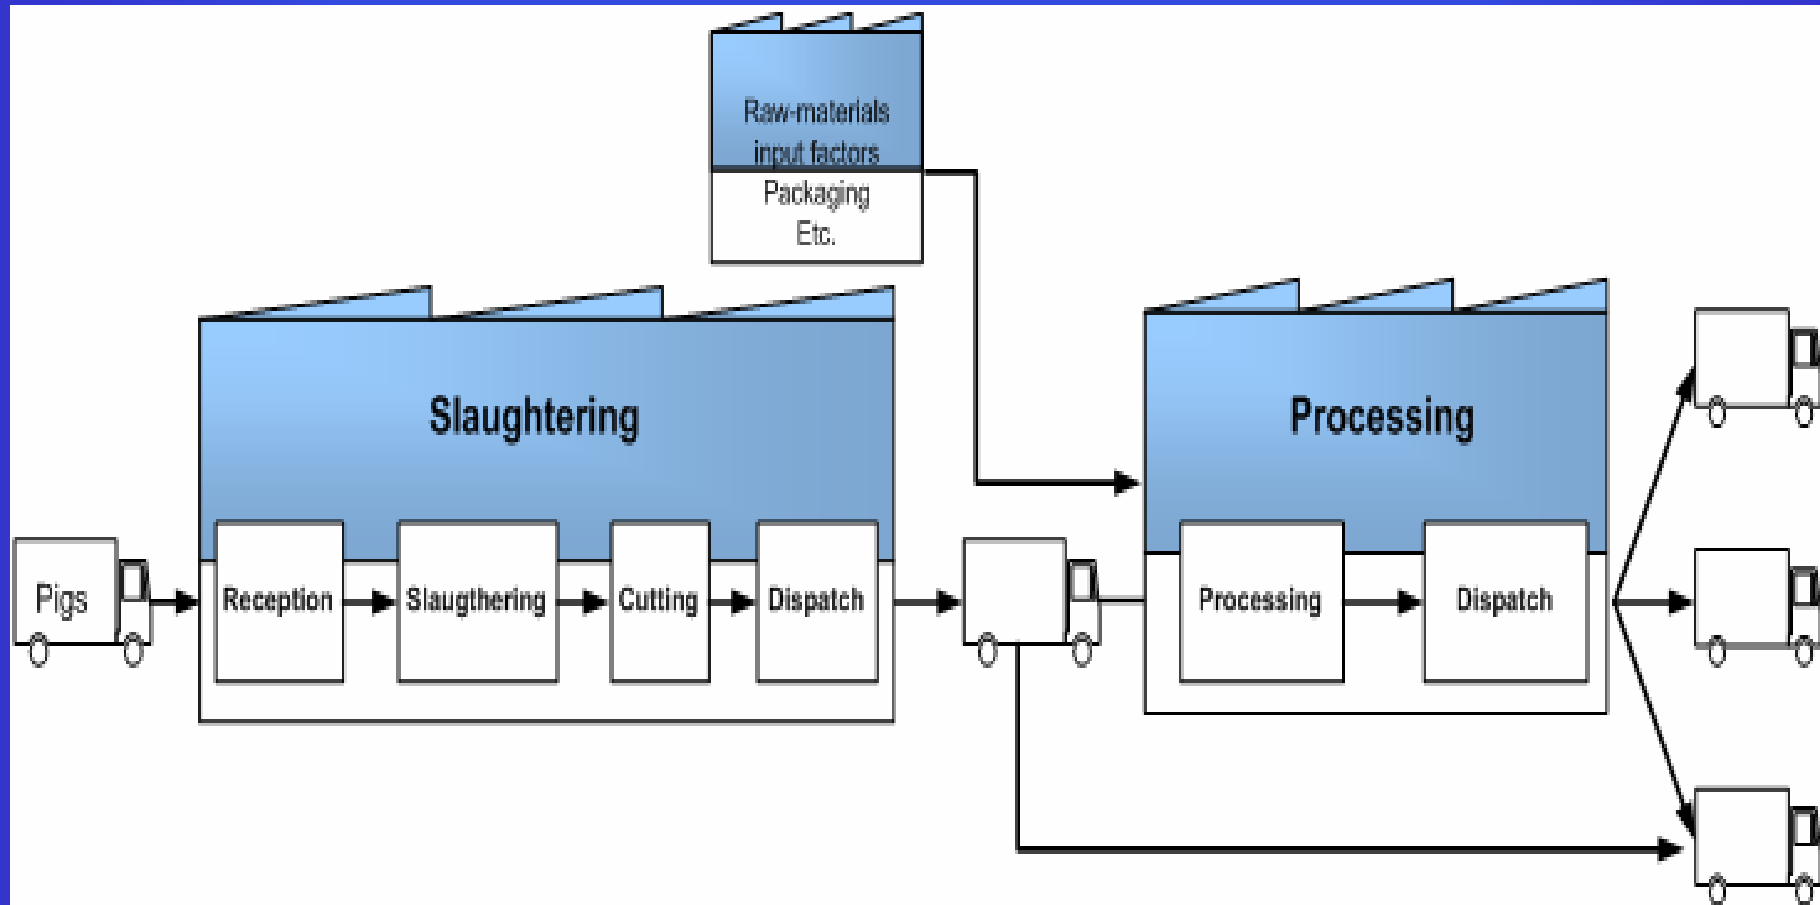 Raw-materials
input factors
Packaging
Etc.
Slaughtering
Processing
Pigs
Reception
Slaugthering
Cutting
Dispatch
Processing
Dispatch